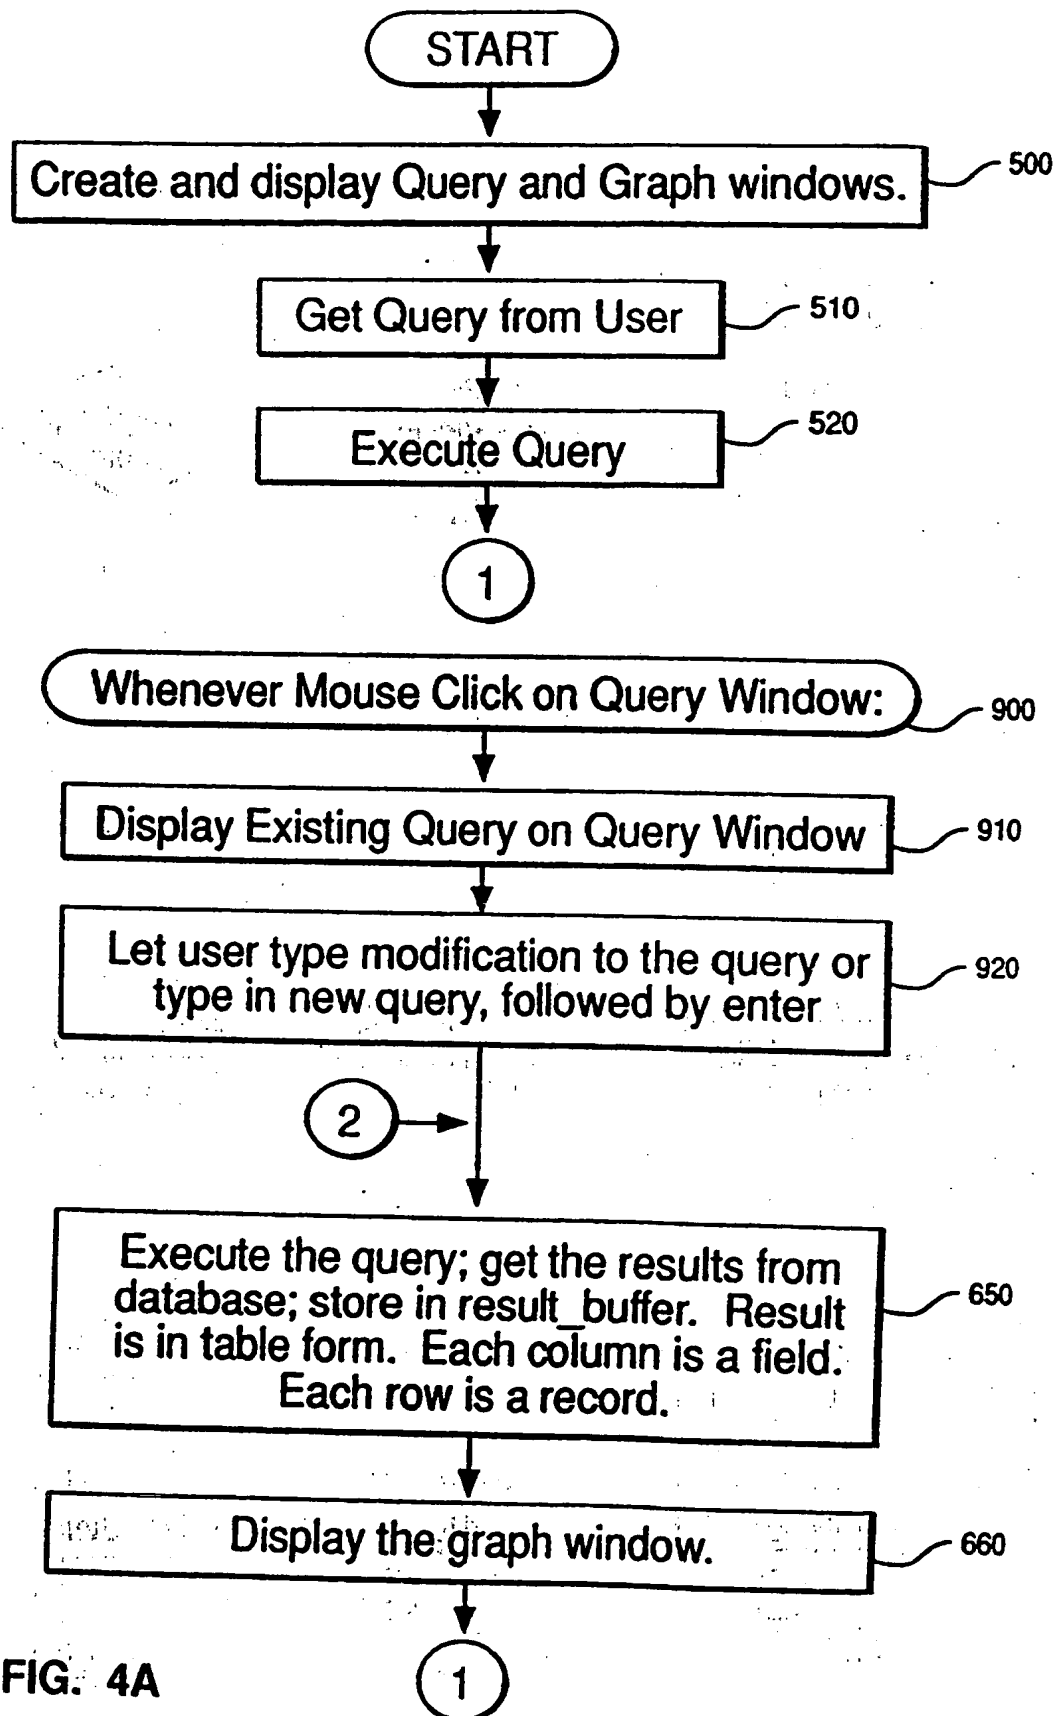 START
Create and display Query and Graph windows.
500
Get Query from User
510
Execute Query
520
1
Whenever Mouse Click on Query Window:
900
Display Existing Query on Query Window
910
Let user type modification to the query or
type in new query, followed by enter
920
2
Execute the query; get the results from
database; store in result_buffer. Result
is in table form. Each column is a field.
Each row is a record.
650
Display the graph window.
660
1
FIG. 4A